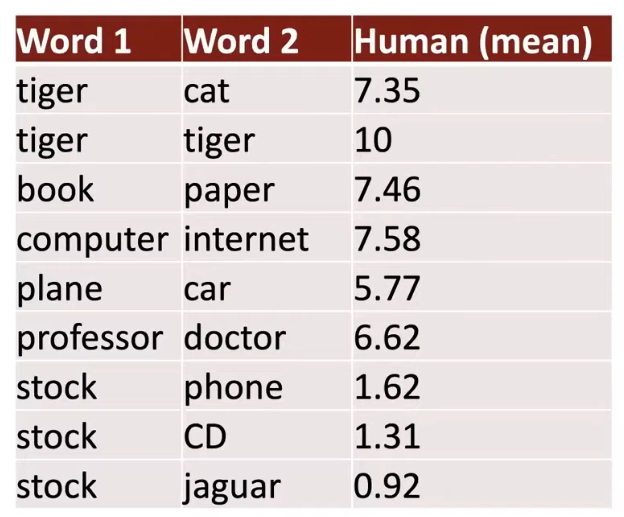 Word 1 Word 2 Human (mean)
tiger cat 7.35
tiger tiger 10
book paper 7.46
computer internet 7.58
plane car 5.77
professor doctor 6.62
stock phone 1.62
stock CD 1.31
stock jaguar 0.92